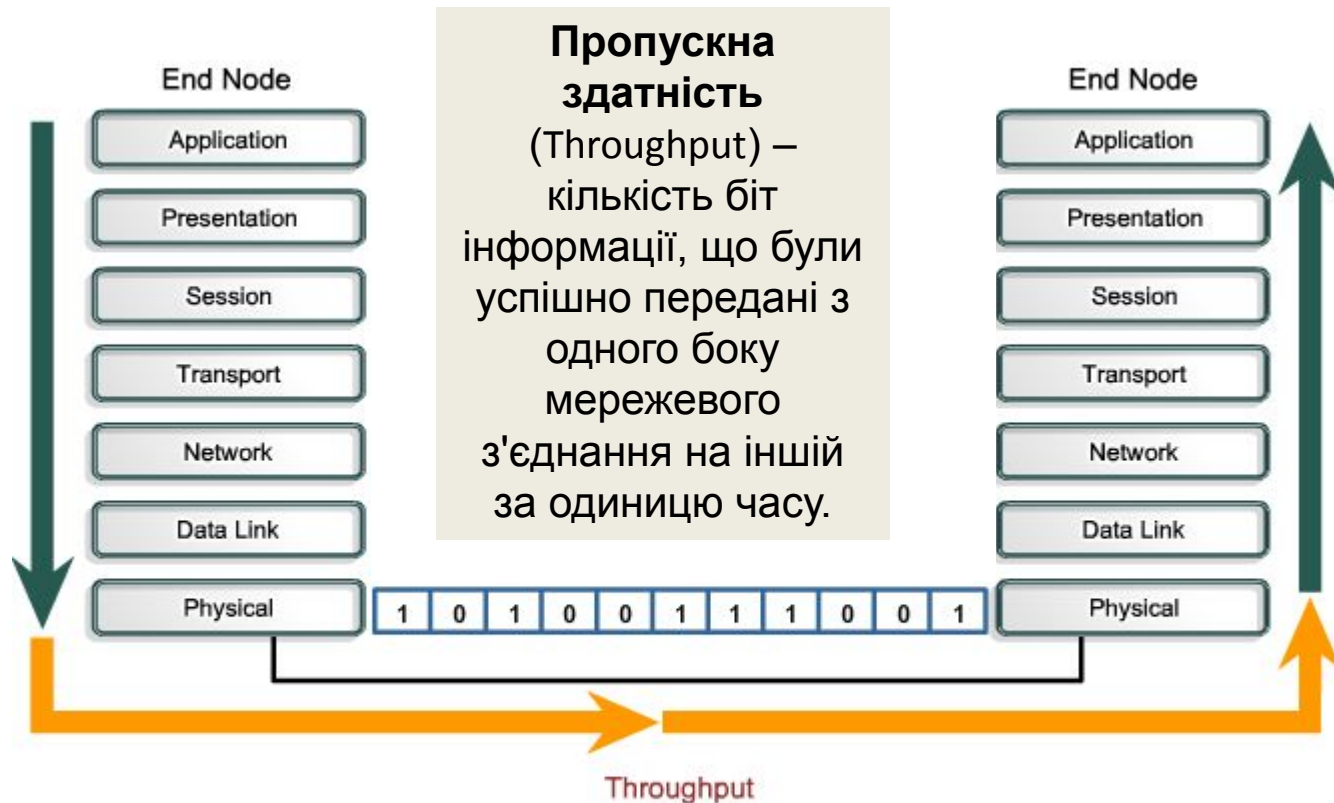 Пропускна
здатність
(Throughput) –
кількість біт
інформації, що були
успішно передані з
одного боку
мережевого
з'єднання на іншій
за одиницю часу.
End Node
Application
Presentation
Session
Transport
Network
Data Link
Physical
1 0 1 0 0 1 1 1 0 0 1
End Node
Application
Presentation
Session
Transport
Network
Data Link
Physical
Throughput